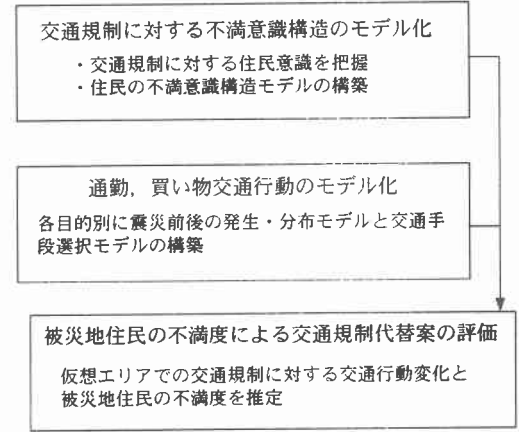 交通規制に対する不満意識構造のモデル化
・交通規制に対する住民意識を把握
・住民の不満意識構造モデルの構築
通勤，買い物交通行動のモデル化
各目的別に震災前後の発生・分布モデルと交通手
段選択モデルの構築
被災地住民の不満度による交通規制代替案の評価
仮想エリアでの交通規制に対する交通行動変化と
被災地住民の不満度を推定